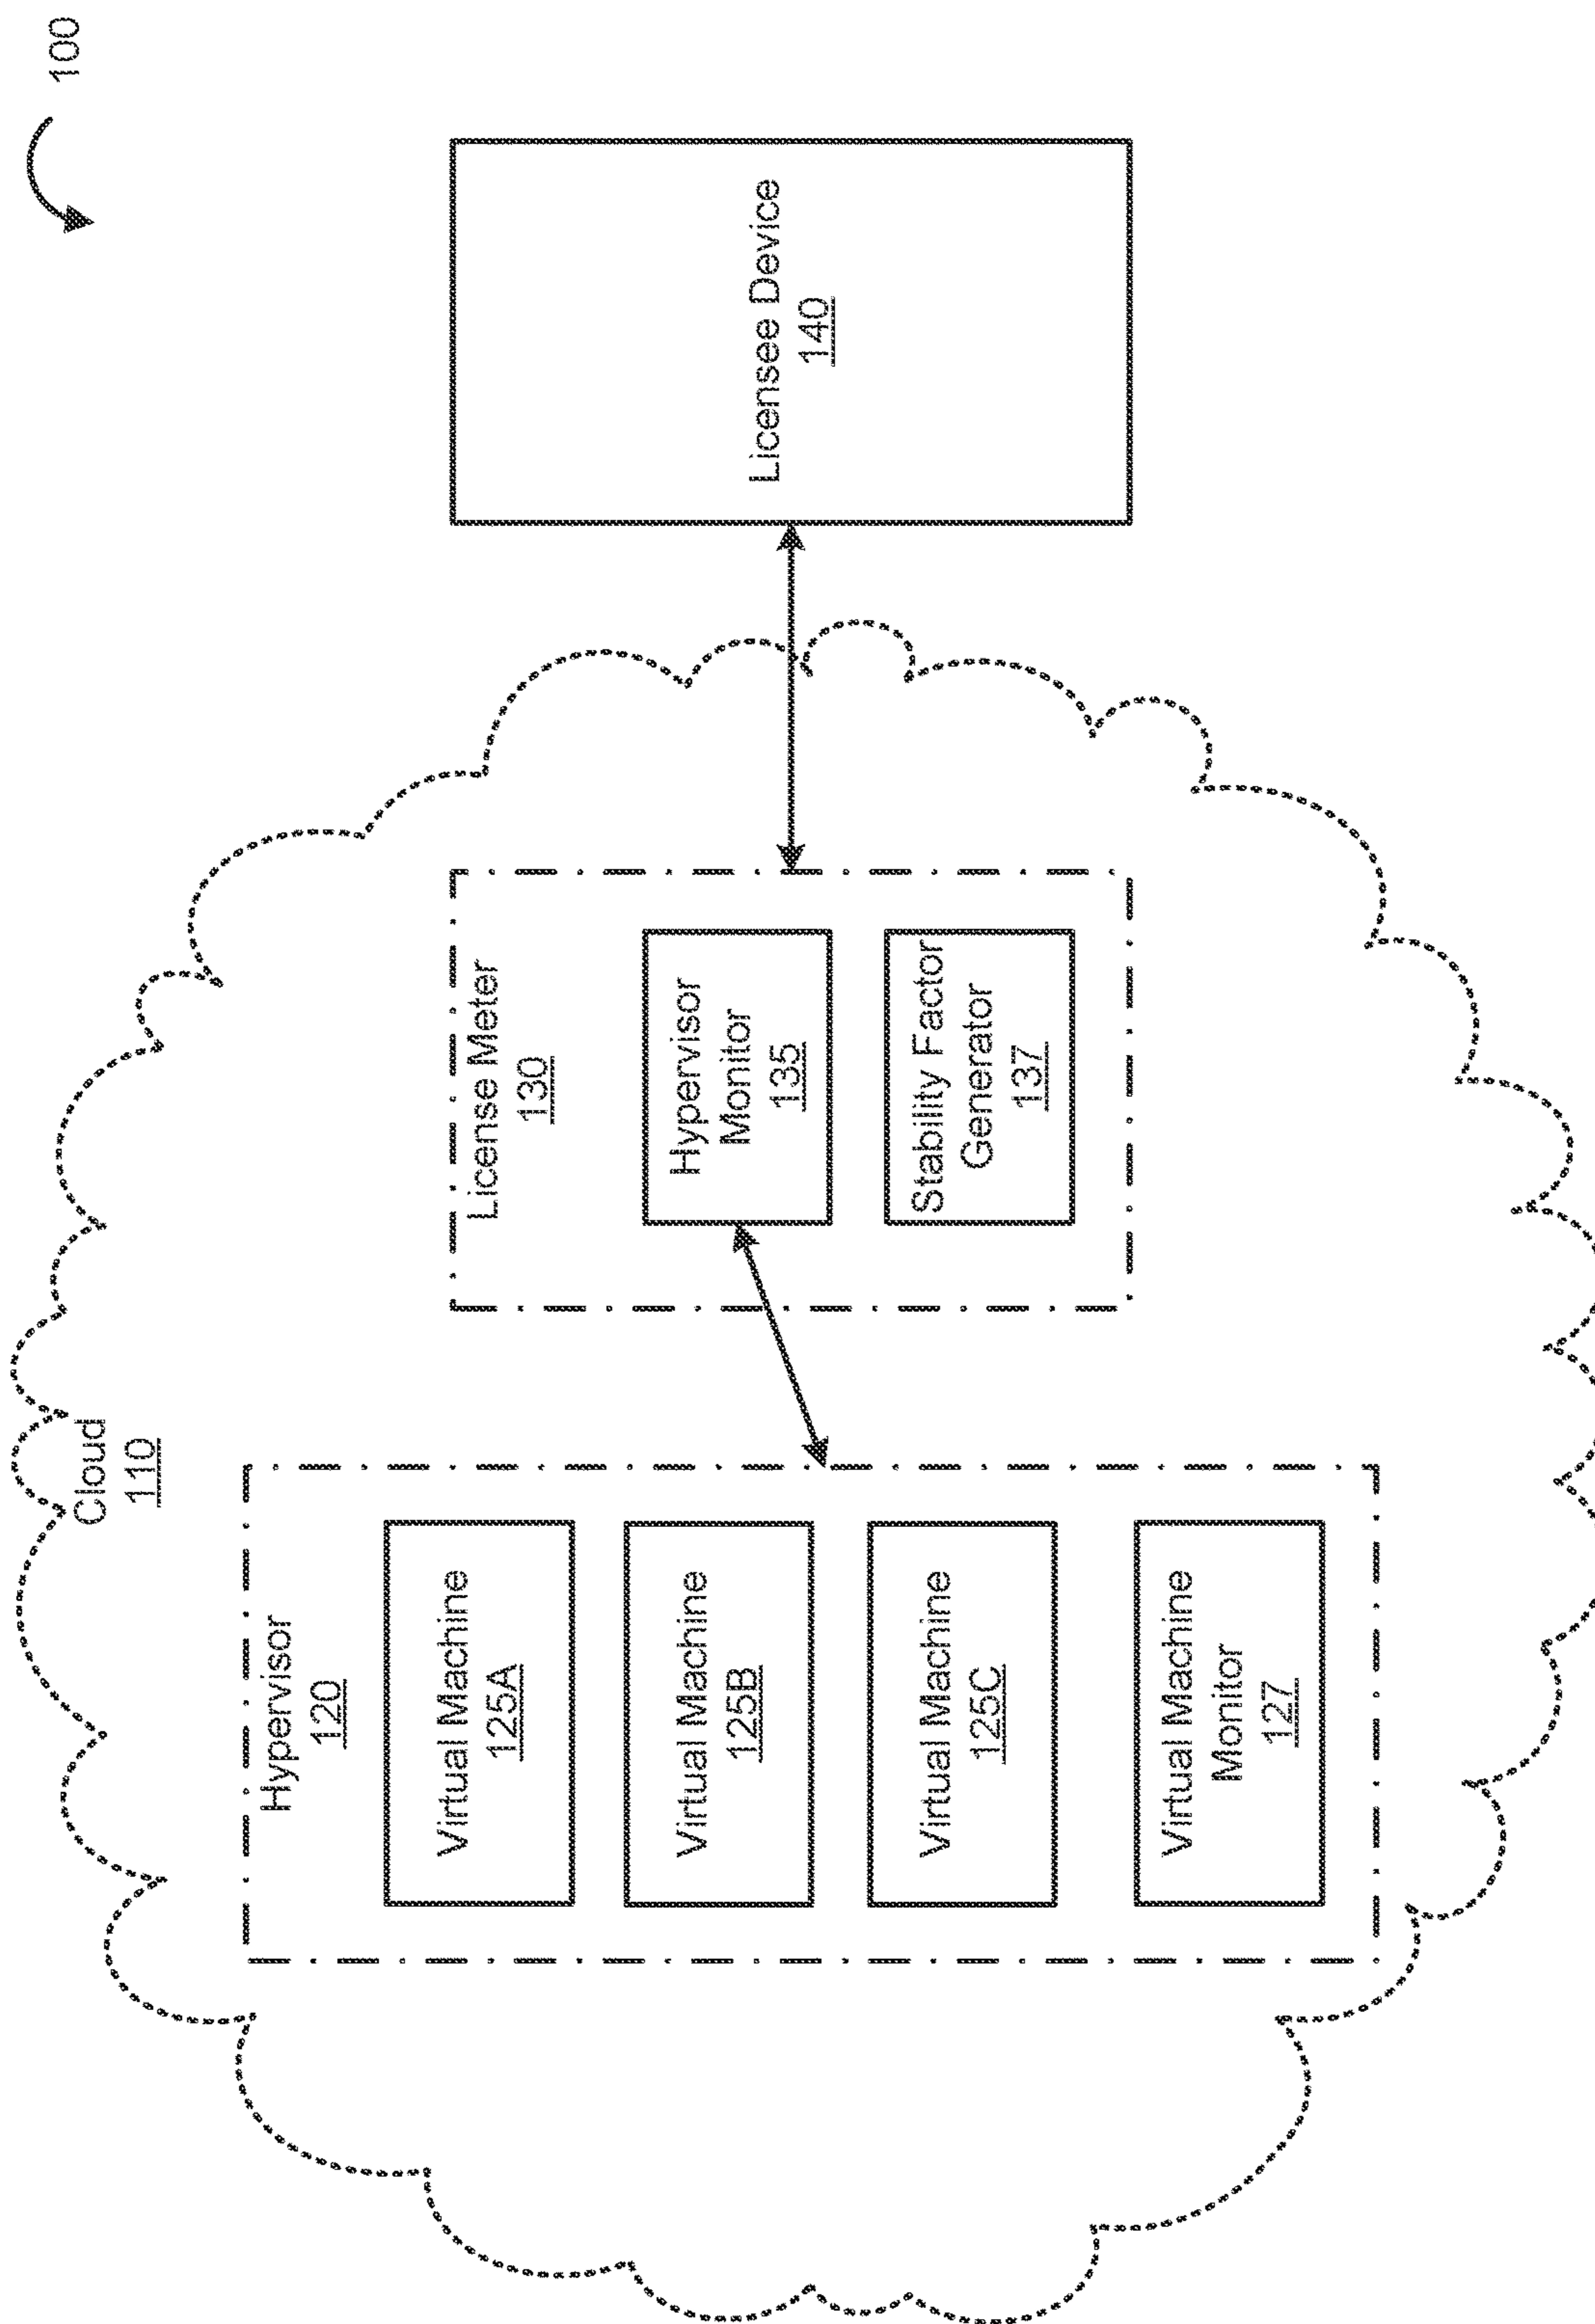 100
Cloud
110
Hypervisor
120
Virtual Machine
125A
Virtual Machine
125B
Virtual Machine
125C
Virtual Machine
Monitor
127
License Meter
130
Hypervisor
Monitor
135
Stability Factor
Generator
137
Licensee Device
140